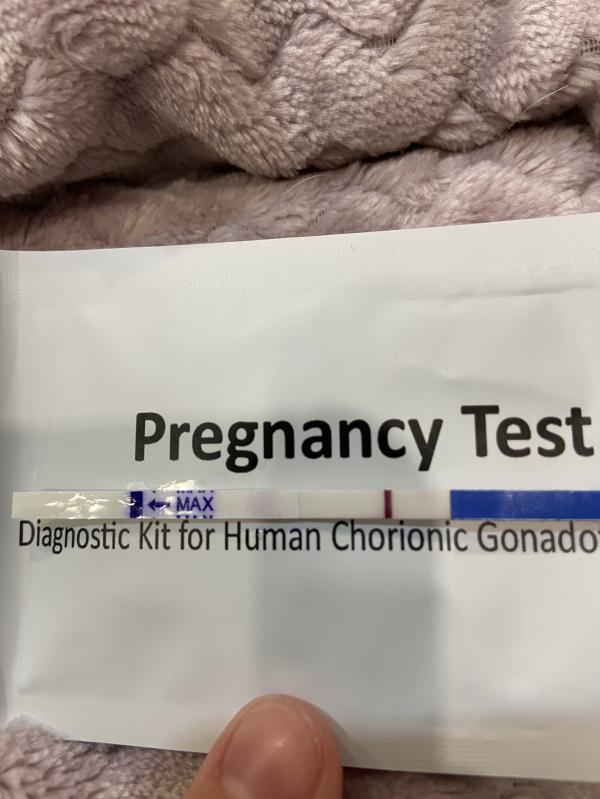 Pregnancy Test
MAX
Diagnostic Kit for Human Chorionic Gonado